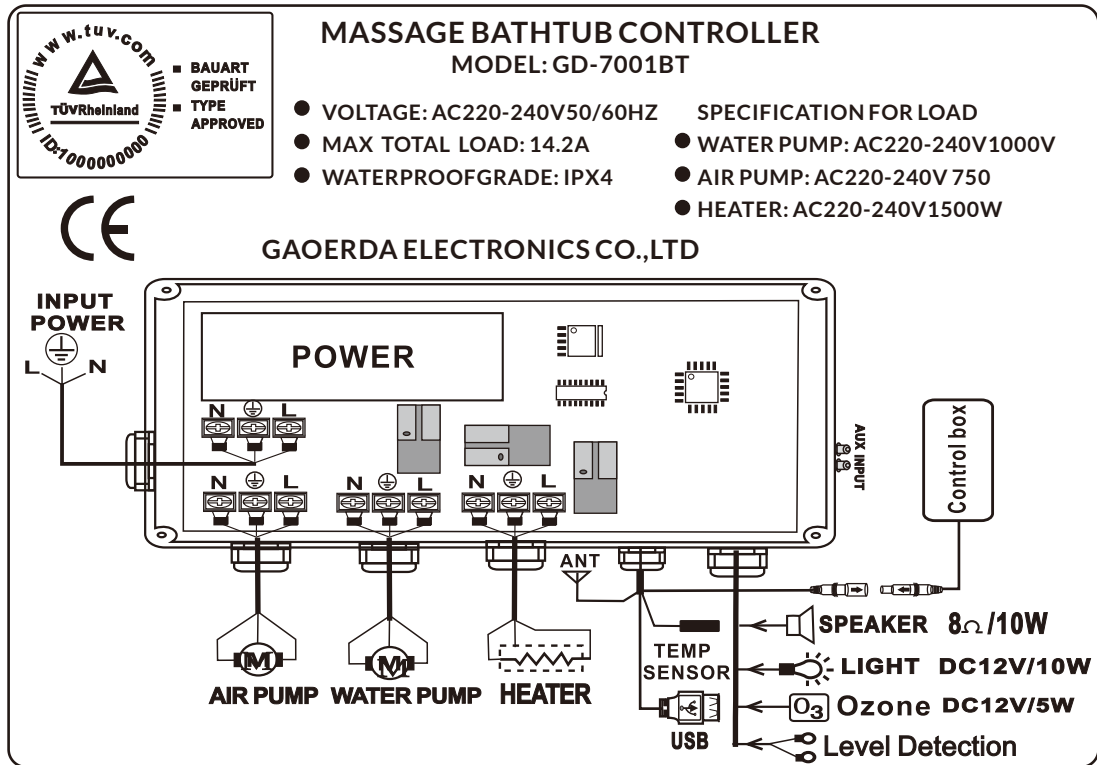 www.tuv.com
TÜVRheinland
ID:1000000000
BAUART
GEPRÜFT
TYPE
APPROVED
MASSAGE BATHTUB CONTROLLER
MODEL: GD-7001BT
VOLTAGE: AC220-240V50/60HZ
MAX TOTAL LOAD: 14.2A
WATERPROOFGRADE: IPX4
SPECIFICATION FOR LOAD
WATER PUMP: AC220-240V1000V
AIR PUMP: AC220-240V 750
HEATER: AC220-240V1500W
CE
GAOERDA ELECTRONICS CO.,LTD
INPUT
POWER
L N
POWER
N L
N L
N L
N L
AUX INPUT
Control box
ANT
TEMP
SENSOR
USB
SPEAKER 8Ω/10W
LIGHT DC12V/10W
O3 Ozone DC12V/5W
Level Detection
M
AIR PUMP
M
WATER PUMP
HEATER